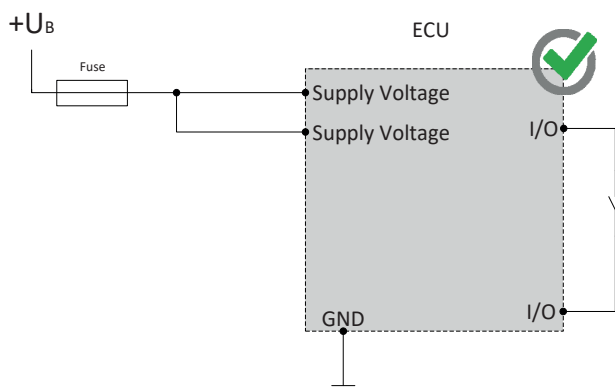 +UB
ECU
Fuse
Supply Voltage
Supply Voltage
I/O
I/O
GND